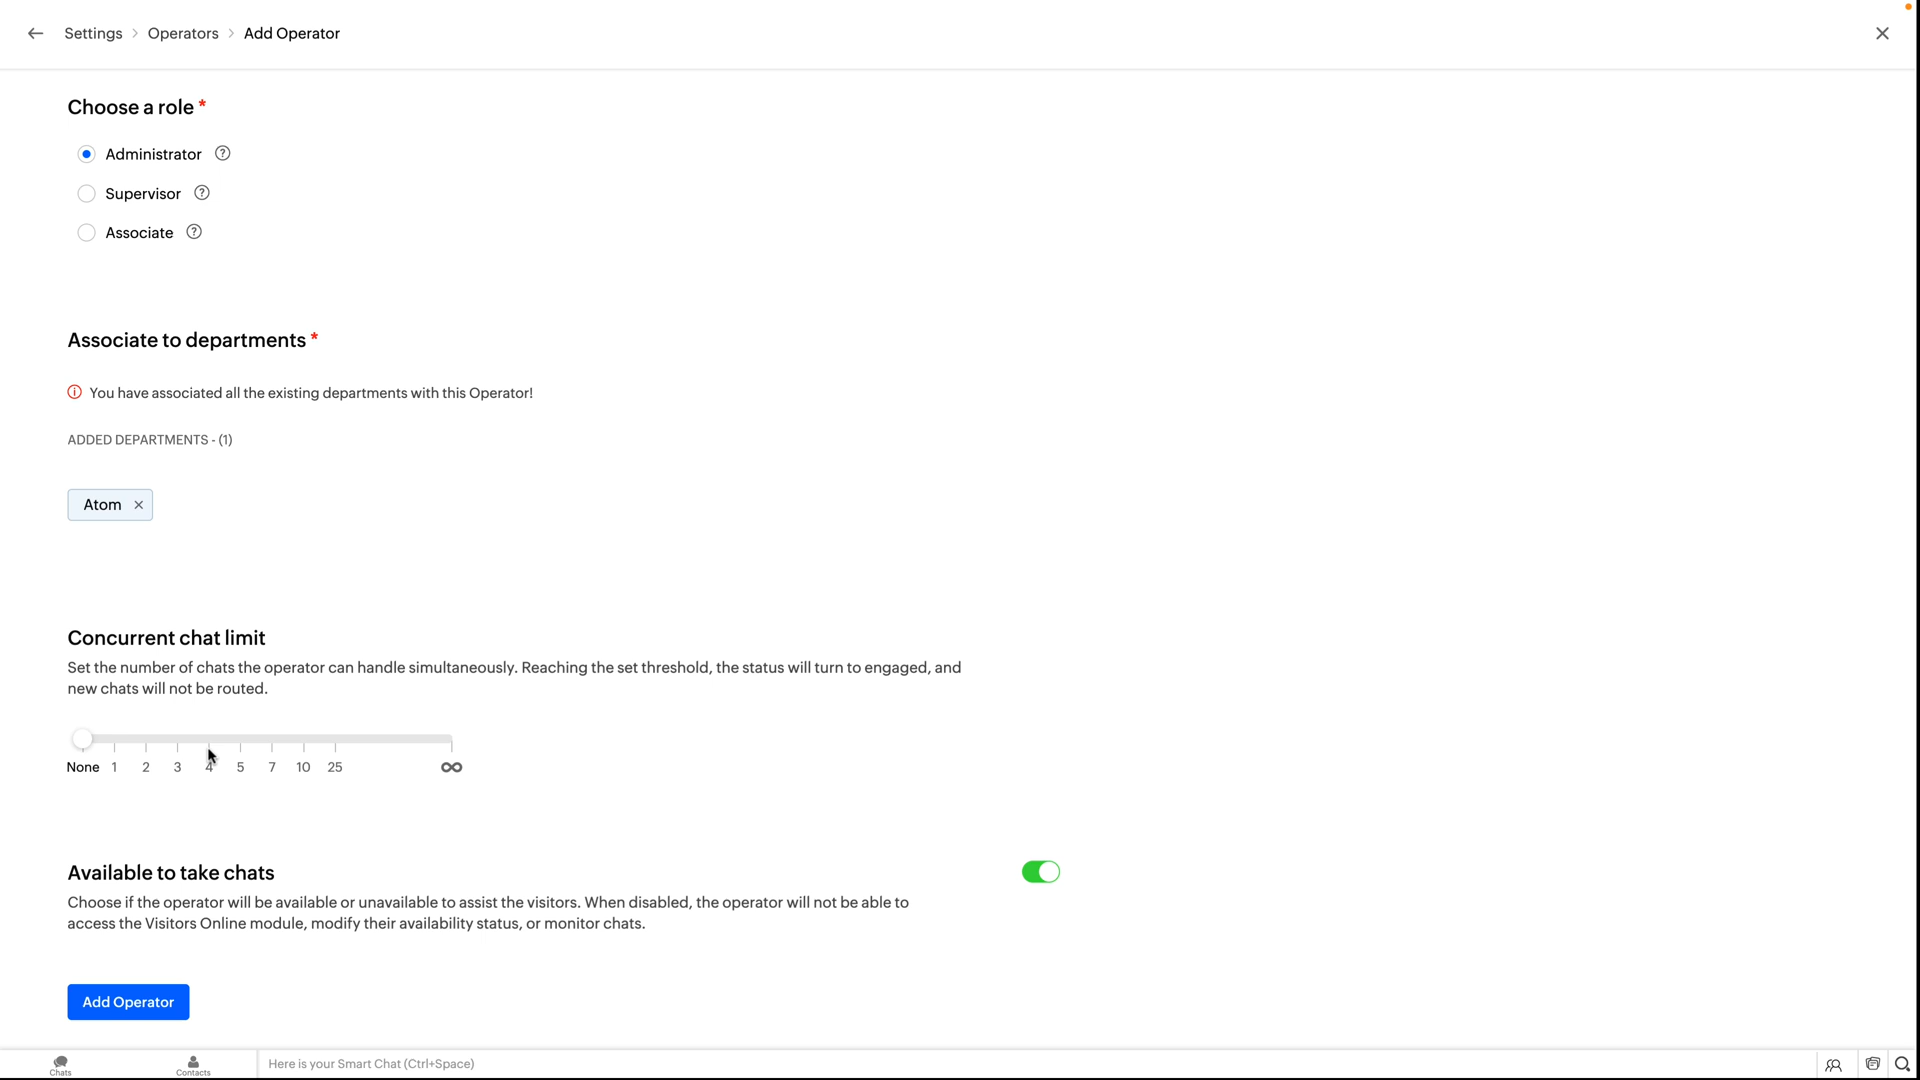 Settings > Operators > Add Operator
Choose a role *
Administrator
Supervisor
Associate
Associate to departments *
You have associated all the existing departments with this Operator!
ADDED DEPARTMENTS - (1)
Atom
Concurrent chat limit
Set the number of chats the operator can handle simultaneously. Reaching the set threshold, the status will turn to engaged, and
new chats will not be routed.
None 1 2 3 4 5 7 10 25 ∞
Available to take chats
Choose if the operator will be available or unavailable to assist the visitors. When disabled, the operator will not be able to
access the Visitors Online module, modify their availability status, or monitor chats.
Add Operator
Chats Contacts Here is your Smart Chat (Ctrl+Space)